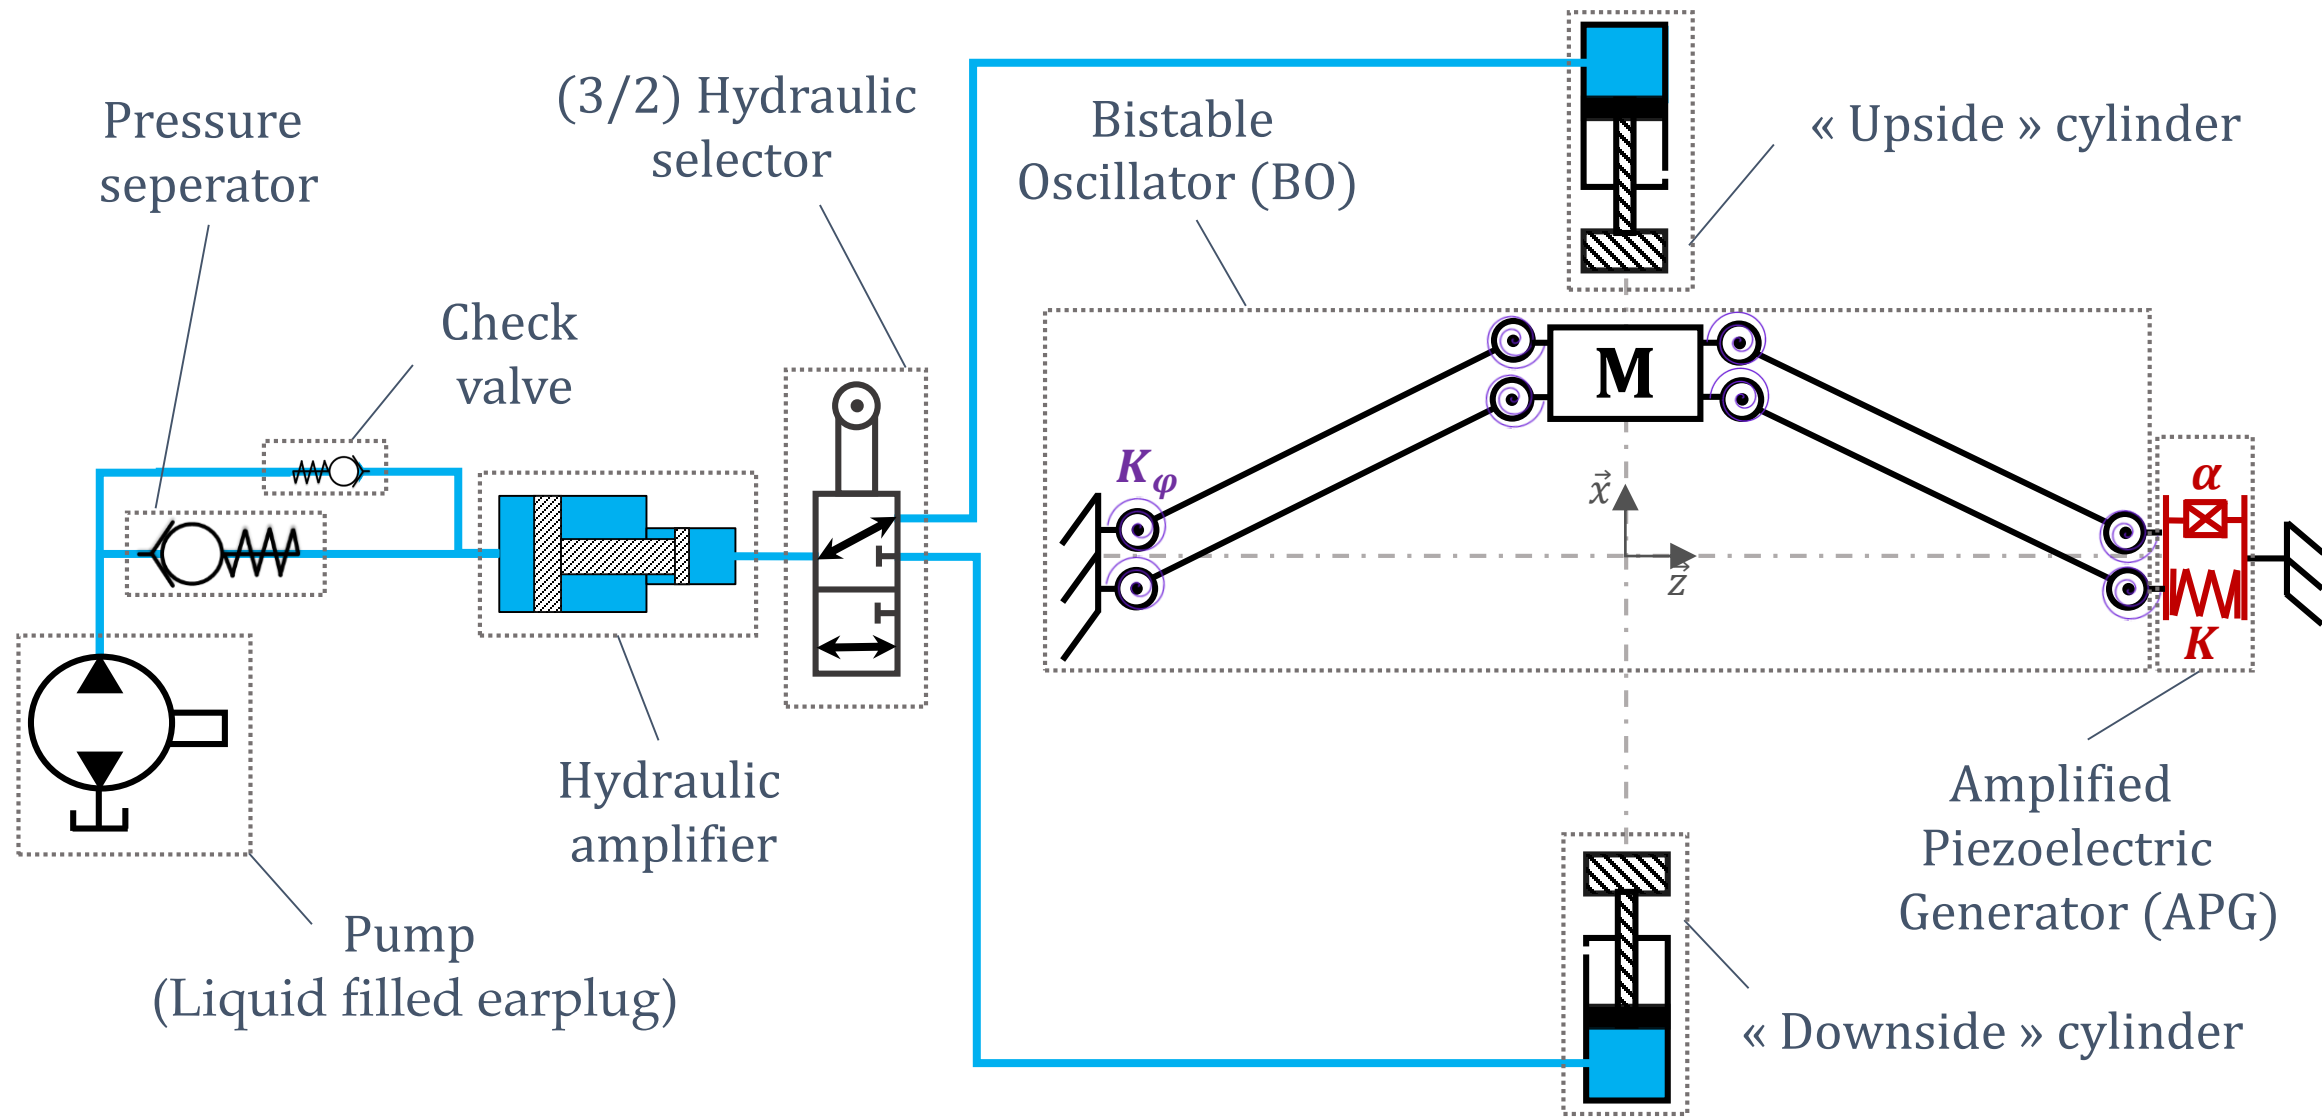 Pressure
seperator
(3/2) Hydraulic
selector
Bistable
Oscillator (BO)
« Upside » cylinder
Check
valve
M
K φ
x
z
α
K
Hydraulic
amplifier
Amplified
Piezoelectric
Generator (APG)
Pump
(Liquid filled earplug)
« Downside » cylinder